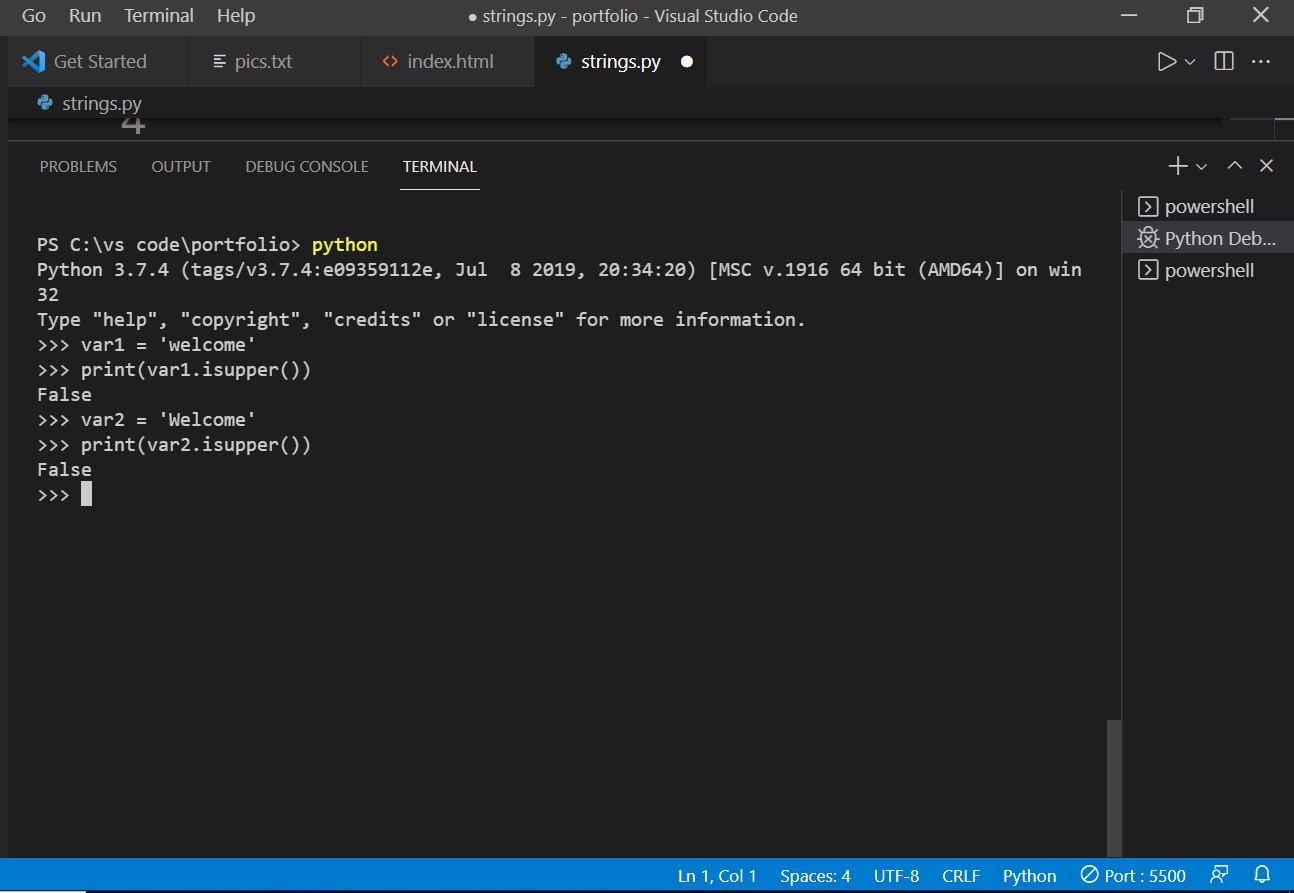 Go Run Terminal Help ● strings.py - portfolio - Visual Studio Code
Get Started pics.txt index.html strings.py
strings.py
4
PROBLEMS OUTPUT DEBUG CONSOLE TERMINAL
powershell
Python Deb...
powershell
PS C:\vs code\portfolio> python
Python 3.7.4 (tags/v3.7.4:e09359112e, Jul  8 2019, 20:34:20) [MSC v.1916 64 bit (AMD64)] on win
32
Type "help", "copyright", "credits" or "license" for more information.
>>> var1 = 'welcome'
>>> print(var1.isupper())
False
>>> var2 = 'Welcome'
>>> print(var2.isupper())
False
>>>
Ln 1, Col 1 Spaces: 4 UTF-8 CRLF Python Port : 5500